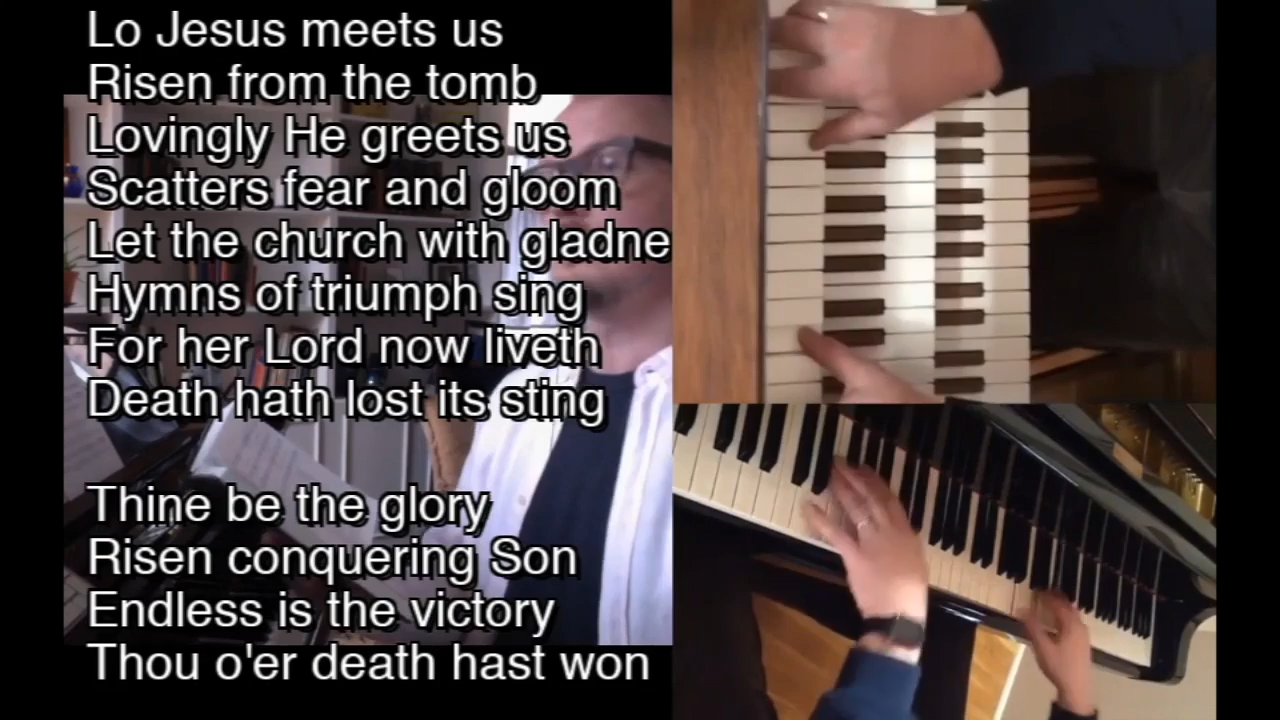 Lo Jesus meets us
Risen from the tomb
Lovingly He greets us
Scatters fear and gloom
Let the church with gladne
Hymns of triumph sing
For her Lord now liveth
Death hath lost its sting
Thine be the glory
Risen conquering Son
Endless is the victory
Thou o'er death hast won